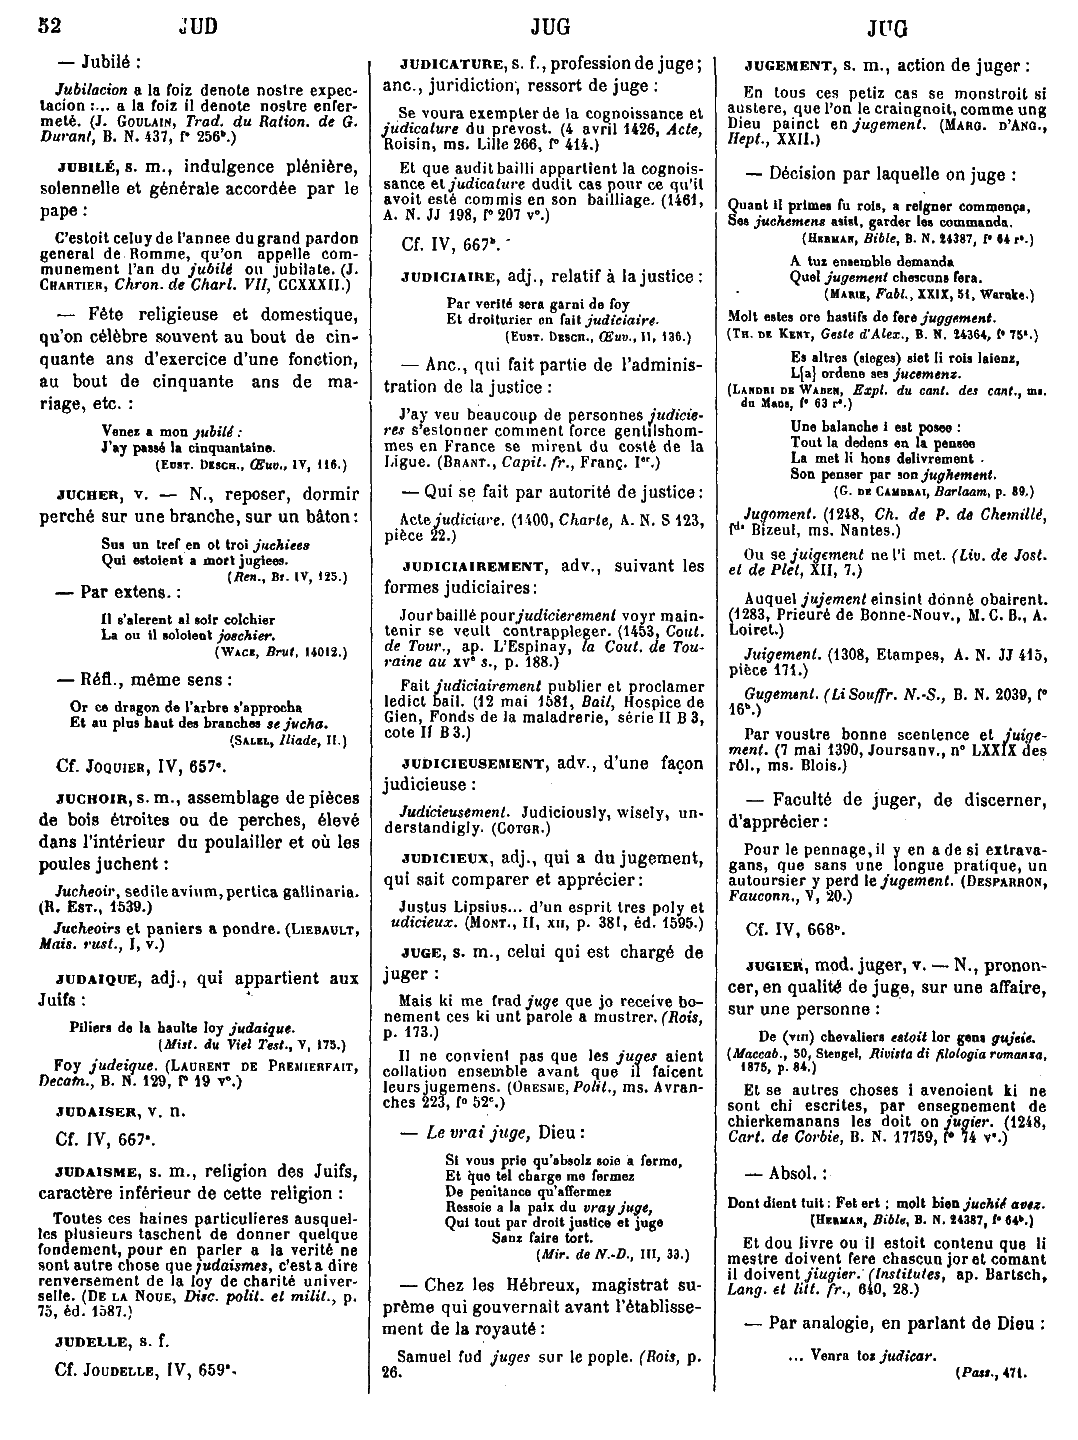 52 JUD JUG JUG
— Jubilé :
Jubilacion a la foiz denote nostre expec-
tacion :... a la foiz il denote nostre enfer-
meté. (J. GOULAIN, Trad. du Ration. de G.
Durant, B. N. 437, f° 256b.)
JUBILÉ, s. m., indulgence plénière,
solennelle et générale accordée par le
pape :
C'estoit celuy de l'annee du grand pardon
general de Romme, qu'on appelle com-
munement l'an du jubilé ou jubilate. (J.
CHARTIER, Chron. de Charl. VII, CCXXXII.)
— Fête religieuse et domestique,
qu'on célèbre souvent au bout de cin-
quante ans d'exercice d'une fonction,
au bout de cinquante ans de ma-
riage, etc. :
Venez a mon jubilé :
J'ay passé la cinquantaine.
(EUST. DESCH., Œuv., IV, 116.)
JUCHER, v. — N., reposer, dormir
perché sur une branche, sur un bâton :
Sus un tref en ot troi juchiees
Qui estoient a mort jugiees.
(Ren., Br. IV, 125.)
— Par extens. :
Il s'alerent al soir colchier
La ou il soloient joschier.
(WACE, Brut, 14012.)
— Réfl., même sens :
Or ce dragon de l'arbre s'approcha
Et au plus haut des branches se jucha.
(SALEL, Iliade, II.)
Cf. JOQUIER, IV, 657a.
JUCHOIR, s. m., assemblage de pièces
de bois étroites ou de perches, élevé
dans l'intérieur du poulailler et où les
poules juchent :
Jucheoir, sedile avium, pertica gallinaria.
(R. EST., 1539.)
Jucheoirs et paniers a pondre. (LIEBAULT,
Mais. rust., I, v.)
JUDAIQUE, adj., qui appartient aux
Juifs :
Piliers de la haulte loy judaique.
(Mist. du Viel Test., V, 175.)
Foy judeique. (LAURENT DE PREMIERFAIT,
Decam., B. N. 129, f° 19 v°.)
JUDAISER, v. n.
Cf. IV, 667a.
JUDAISME, s. m., religion des Juifs,
caractère inférieur de cette religion :
Toutes ces haines particulieres ausquel-
les plusieurs taschent de donner quelque
fondement, pour en parler a la verité ne
sont autre chose que judaismes, c'est a dire
renversement de la loy de charité univer-
selle. (DE LA NOUE, Disc. polit. et milit., p.
75, éd. 1587.)
JUDELLE, s. f.
Cf. JOUDELLE, IV, 659a.
JUDICATURE, s. f., profession de juge ;
anc., juridiction, ressort de juge :
Se voura exempter de la cognoissance et
judicature du prevost. (4 avril 1426, Acte,
Roisin, ms. Lille 266, f° 414.)
Et que audit bailli appartient la cognois-
sance et judicature dudit cas pour ce qu'il
avoit esté commis en son bailliage. (1461,
A. N. JJ 198, f° 207 v°.)
Cf. IV, 667b.
JUDICIAIRE, adj., relatif à la justice :
Par verité sera garni de foy
Et droiturier en fait judiciaire.
(EUST. DESCH., Œuv., II, 136.)
— Anc., qui fait partie de l'adminis-
tration de la justice :
J'ay veu beaucoup de personnes judicie-
res s'estonner comment force gentilshom-
mes en France se mirent du costé de la
Ligue. (BRANT., Capit. fr., Franç. Ier.)
— Qui se fait par autorité de justice :
Acte judiciare. (1400, Charte, A. N. S 123,
pièce 22.)
JUDICIAIREMENT, adv., suivant les
formes judiciaires :
Jour baillé pour judicierement voyr main-
tenir se veult contrappleger. (1453, Cout.
de Tour., ap. L'Espinay, la Cout. de Tou-
raine au XVe s., p. 188.)
Fait judiciairement publier et proclamer
ledict bail. (12 mai 1581, Bail, Hospice de
Gien, Fonds de la maladrerie, série II B 3,
cote II B 3.)
JUDICIEUSEMENT, adv., d'une façon
judicieuse :
Judicieusement. Judiciously, wisely, un-
derstandigly. (COTGR.)
JUDICIEUX, adj., qui a du jugement,
qui sait comparer et apprécier :
Justus Lipsius... d'un esprit tres poly et
udicieux. (MONT., II, XII, p. 381, éd. 1595.)
JUGE, s. m., celui qui est chargé de
juger :
Mais ki me frad juge que jo receive bo-
nement ces ki unt parole a mustrer. (Rois,
p. 173.)
Il ne convient pas que les juges aient
collation ensemble avant que il faicent
leurs jugemens. (ORESME, Polit., ms. Avran-
ches 223, f° 52c.)
— Le vrai juge, Dieu :
Si vous prie qu'absolz soie a ferme,
Et que tel charge me fermez
De penitance qu'affermez
Ressoie a la paix du vray juge,
Qui tout par droit justice et juge
Sanz faire tort.
(Mir. de N.-D., III, 33.)
— Chez les Hébreux, magistrat su-
prême qui gouvernait avant l'établisse-
ment de la royauté :
Samuel fud juges sur le pople. (Rois, p.
26.
JUGEMENT, s. m., action de juger :
En tous ces petiz cas se monstroit si
austere, que l'on le craingnoit, comme ung
Dieu painct en jugement. (MARG. D'ANG.,
Hept., XXII.)
— Décision par laquelle on juge :
Quant il primes fu rois, a reigner commença,
Ses juchemens asist, garder les commanda.
(HERMAN, Bible, B. N. 24387, f° 64 r°.)
A tuz ensemble demanda
Quel jugement chescuns fera.
(MARIE, Fabl., XXIX, 51, Warnke.)
Molt estes ore hastifs de fere juggement.
(TH. DE KENT, Geste d'Alex., B. N. 24364, f° 75a.)
Es altres (sieges) siet li rois laienz,
L[a] ordene ses jucemenz.
(LANDRI DE WABEN, Expl. du cant. des cant., ms.
du Mans, f° 63 r°.)
Une balanche i est posee :
Tout la dedens en la pensee
La met li hons delivrement
Son penser par son jughement.
(G. DE CAMBRAI, Barlaam, p. 89.)
Jugoment. (1248, Ch. de P. de Chemillé,
fds Bizeul, ms. Nantes.)
Ou se juigement ne l'i met. (Liv. de Jost.
et de Plet, XII, 7.)
Auquel jujement einsint donné obairent.
(1283, Prieuré de Bonne-Nouv., M. C. B., A.
Loiret.)
Juigement. (1308, Etampes, A. N. JJ 415,
pièce 171.)
Gugement. (Li Souffr. N.-S., B. N. 2039, f°
16b.)
Par voustre bonne scentence et juige-
ment. (7 mai 1390, Joursanv., n° LXXIX des
rôl., ms. Blois.)
— Faculté de juger, de discerner,
d'apprécier :
Pour le pennage, il y en a de si extrava-
gans, que sans une longue pratique, un
autoursier y perd le jugement. (DESPARRON,
Fauconn., V, 20.)
Cf. IV, 668b.
JUGIER, mod. juger, v. — N., pronon-
cer, en qualité de juge, sur une affaire,
sur une personne :
De (VIII) chevaliers estoit lor gens gujeie.
(Maccab., 50, Stengel, Rivista di filologia rumanza,
1875, p. 84.)
Et se autres choses i avenoient ki ne
sont chi escrites, par ensegnement de
chierkemanans les doit on jugier. (1248,
Cart. de Corbie, B. N. 17759, f° 74 v°.)
— Absol. :
Dont dient tuit : Fet ert ; molt bien juchié avez.
(HERMAN, Bible, B. N. 24387, f° 64b.)
Et dou livre ou il estoit contenu que li
mestre doivent fere chascun jor et comant
il doivent jiugier. (Institutes, ap. Bartsch,
Lang. et litt. fr., 640, 28.)
— Par analogie, en parlant de Dieu :
... Venra toz judicar.
(Pass., 471.